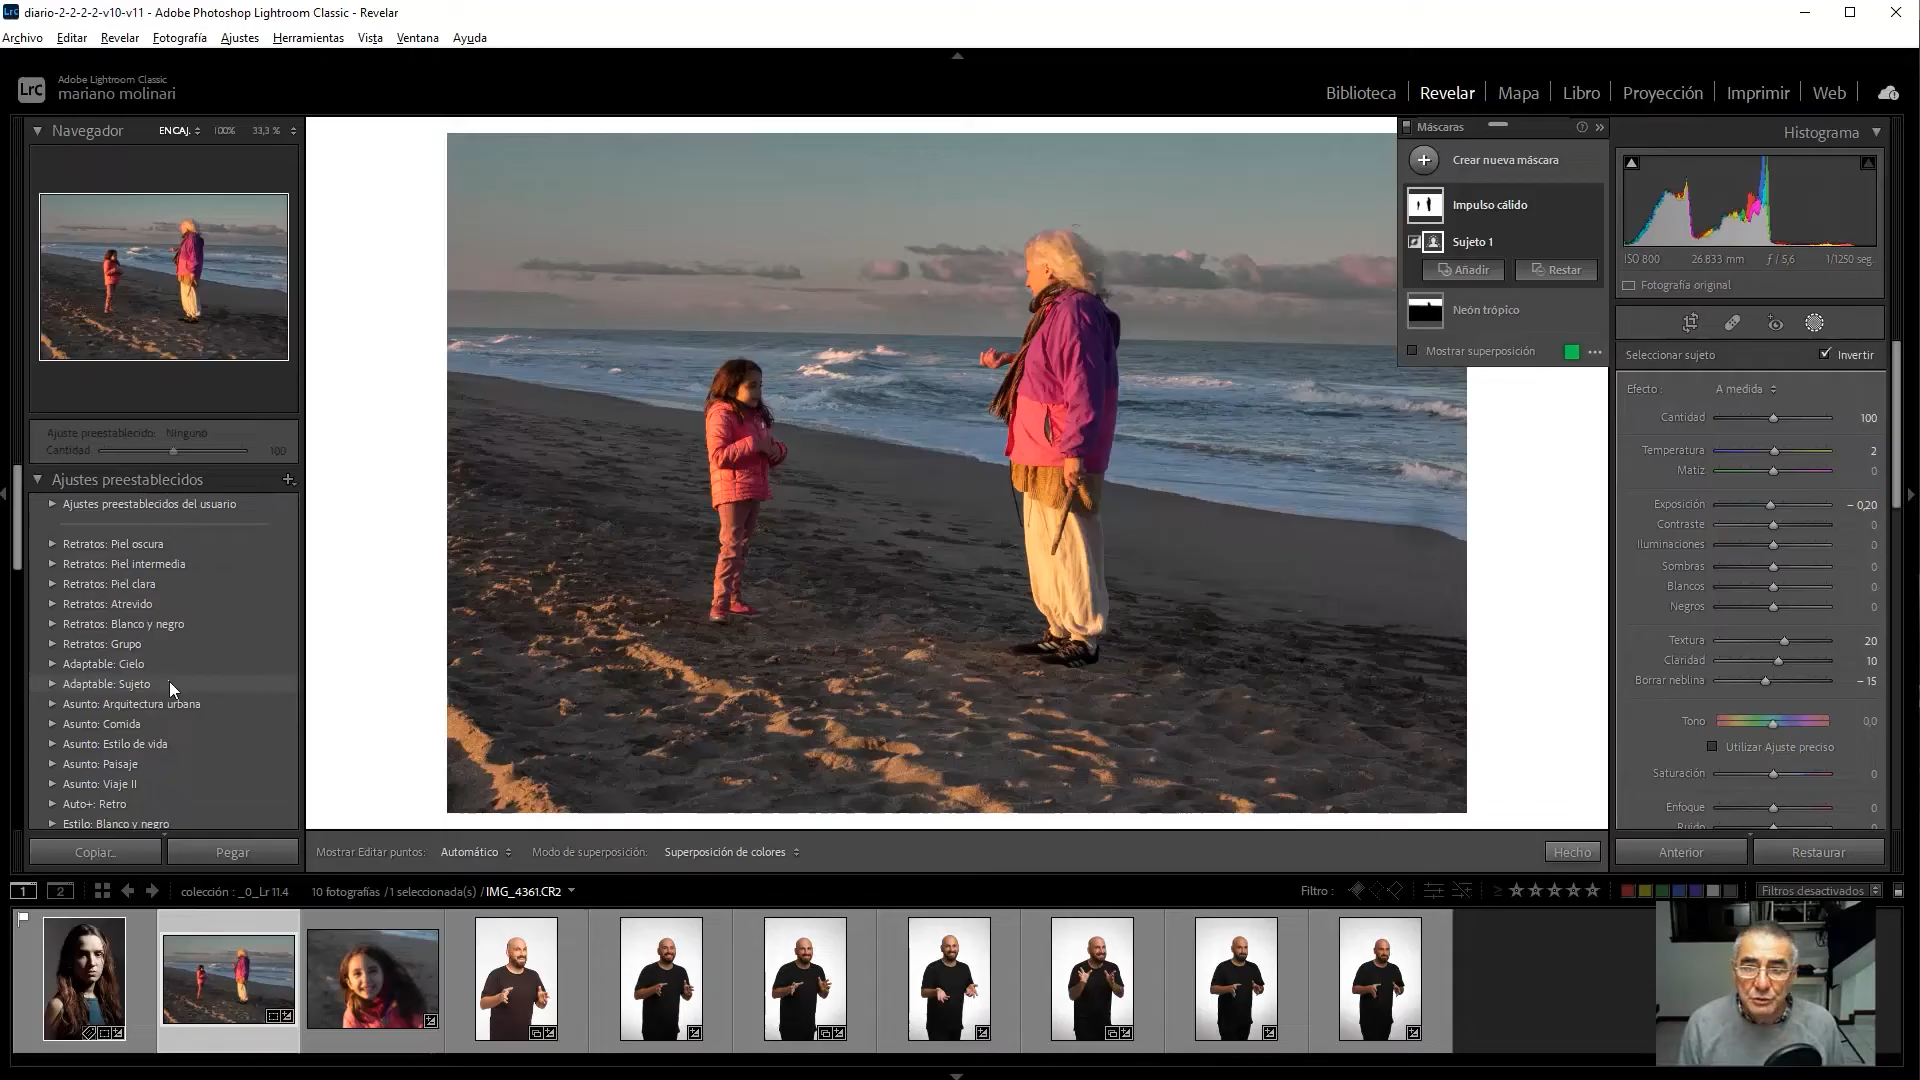 diario-2-2-2-2-v10-v11 - Adobe Photoshop Lightroom Classic - Revelar
Archivo Editar Revelar Fotografía Ajustes Herramientas Vista Ventana Ayuda
LrC
Adobe Lightroom Classic
mariano molinari
Biblioteca Revelar Mapa Libro Proyección Imprimir Web
Navegador ENCAJ. 100% 33,3 %
Ajuste preestablecido: Ninguno
Cantidad 100
Ajustes preestablecidos
Ajustes preestablecidos del usuario
Retratos: Piel oscura
Retratos: Piel intermedia
Retratos: Piel clara
Retratos: Atrevido
Retratos: Blanco y negro
Retratos: Grupo
Adaptable: Cielo
Adaptable: Sujeto
Asunto: Arquitectura urbana
Asunto: Comida
Asunto: Estilo de vida
Asunto: Paisaje
Asunto: Viaje II
Auto+: Retro
Estilo: Blanco y negro
Copiar... Pegar
Máscaras
Crear nueva máscara
Impulso cálido
Sujeto 1
Añadir Restar
Neón trópico
Mostrar superposición
Histograma
ISO 800 26.833 mm ƒ / 5,6 1/1250 seg.
Fotografía original
Seleccionar sujeto Invertir
Efecto : A medida
Cantidad 100
Temperatura 2
Matiz 0
Exposición – 0,20
Contraste 0
Iluminaciones 0
Sombras 0
Blancos 0
Negros 0
Textura 20
Claridad 10
Borrar neblina – 15
Tono 0,0
Utilizar Ajuste preciso
Saturación 0
Enfoque 0
Ruido
Mostrar Editar puntos: Automático Modo de superposición: Superposición de colores Hecho
Anterior Restaurar
1 2 colección : _0_Lr 11.4 10 fotografías /1 seleccionada(s) /IMG_4361.CR2 Filtro : ≥ Filtros desactivados